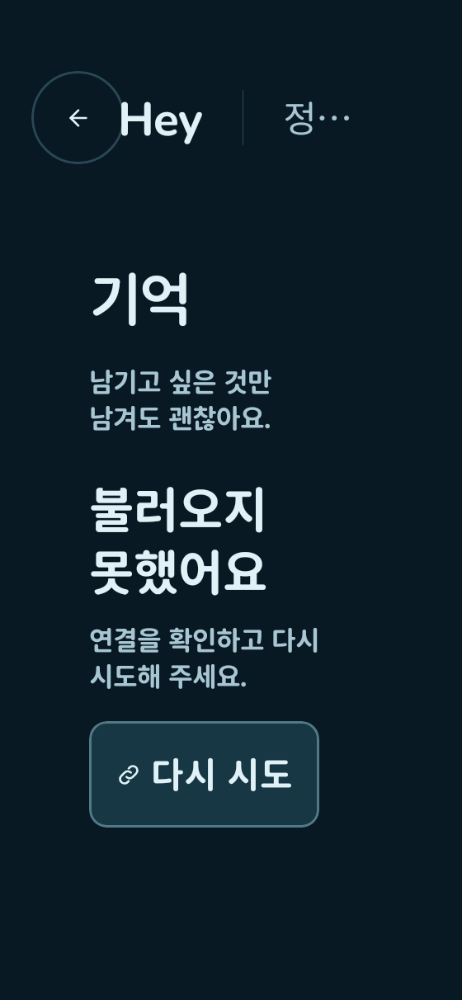 Hey 정…
기억
남기고 싶은 것만
남겨도 괜찮아요.
불러오지
못했어요
연결을 확인하고 다시
시도해 주세요.
다시 시도